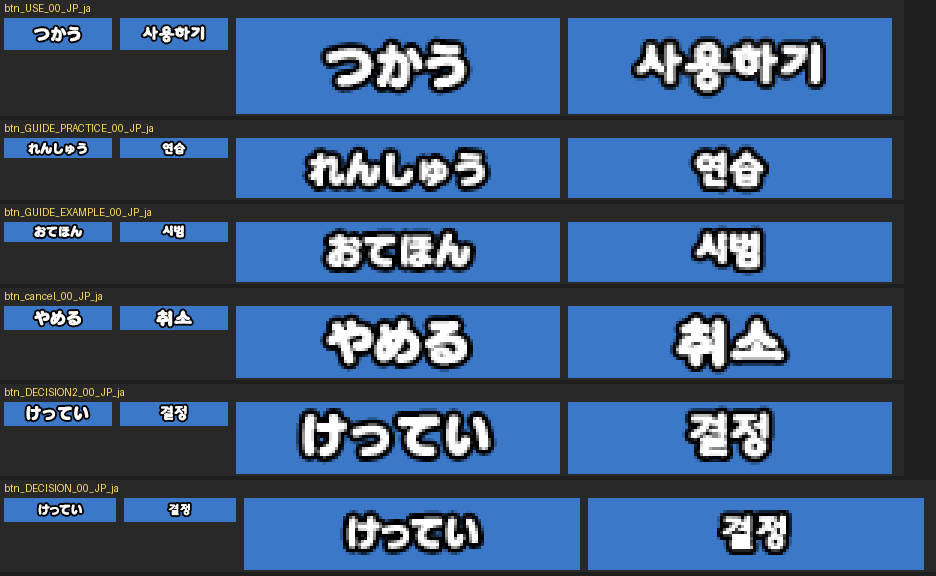 btn_USE_00_JP_ja
つかう 사용하기 つかう 사용하기
btn_GUIDE_PRACTICE_00_JP_ja
れんしゅう 연습 れんしゅう 연습
btn_GUIDE_EXAMPLE_00_JP_ja
おてほん 시범 おてほん 시범
btn_cancel_00_JP_ja
やめる 취소 やめる 취소
btn_DECISION2_00_JP_ja
けってい 결정 けってい 결정
btn_DECISION_00_JP_ja
けってい 결정 けってい 결정